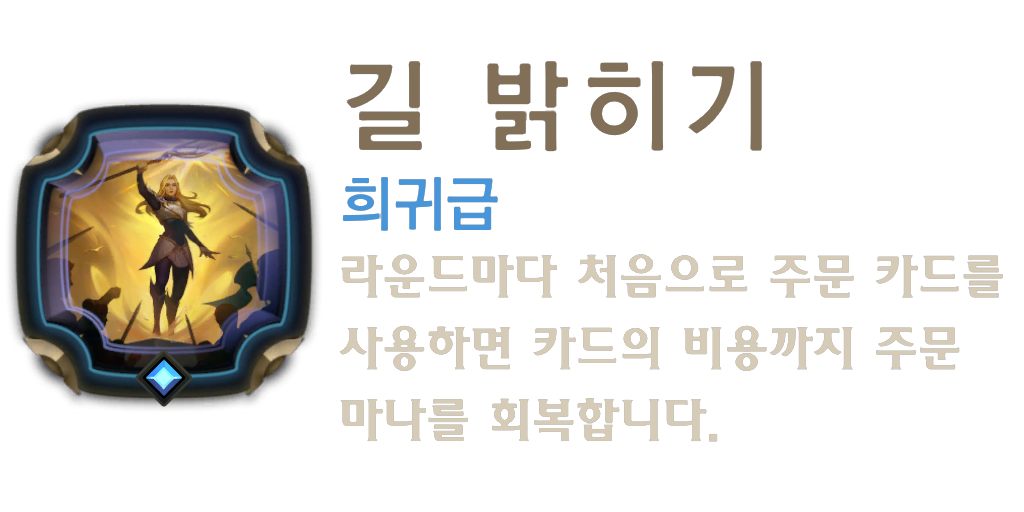 길 밝히기
희귀급
라운드마다 처음으로 주문 카드를
사용하면 카드의 비용까지 주문
마나를 회복합니다.